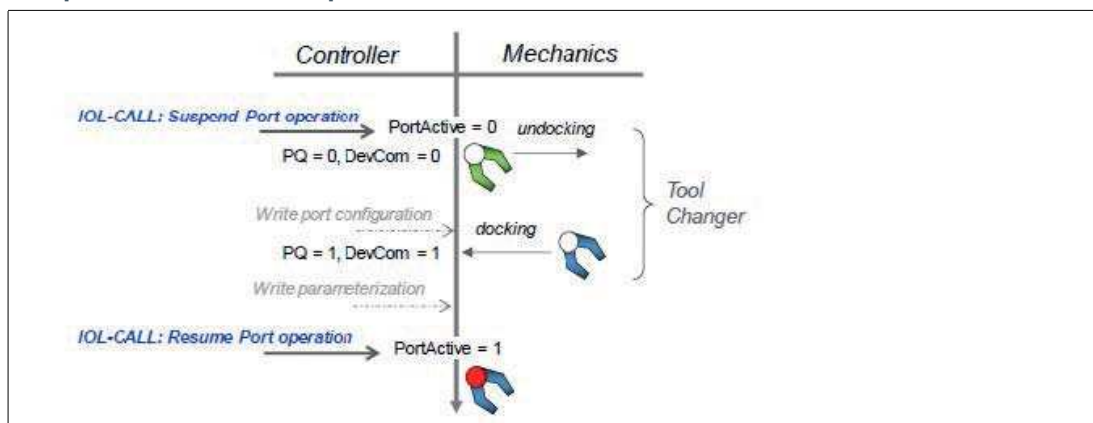 Controller
Mechanics
IOL-CALL: Suspend Port operation
PortActive = 0
undocking
PQ = 0, DevCom = 0
Tool
Changer
Write port configuration
docking
PQ = 1, DevCom = 1
Write parameterization
IOL-CALL: Resume Port operation
PortActive = 1